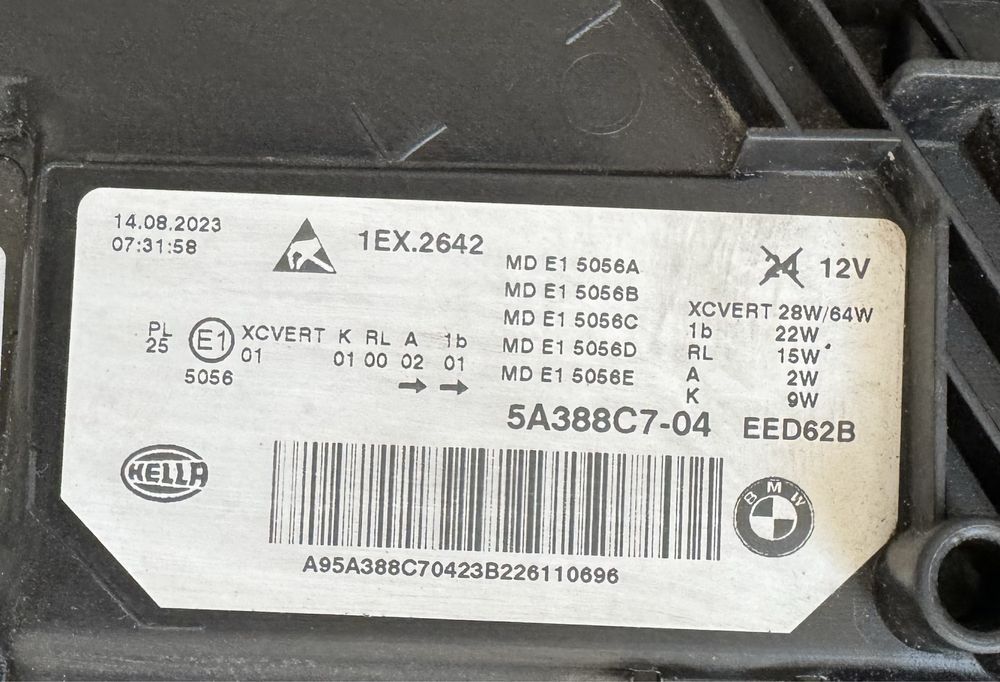 14.08.2023
07:31:58
1EX.2642
MD E1 5056A
MD E1 5056B
MD E1 5056C
MD E1 5056D
MD E1 5056E
24 12V
XCVERT 28W/64W
1b 22W
RL 15W
A 2W
K 9W
PL
25
E1
5056
XCVERT K RL A 1b
01 01 00 02 01
5A388C7-04 EED62B
HELLA
BMW
A95A388C70423B226110696